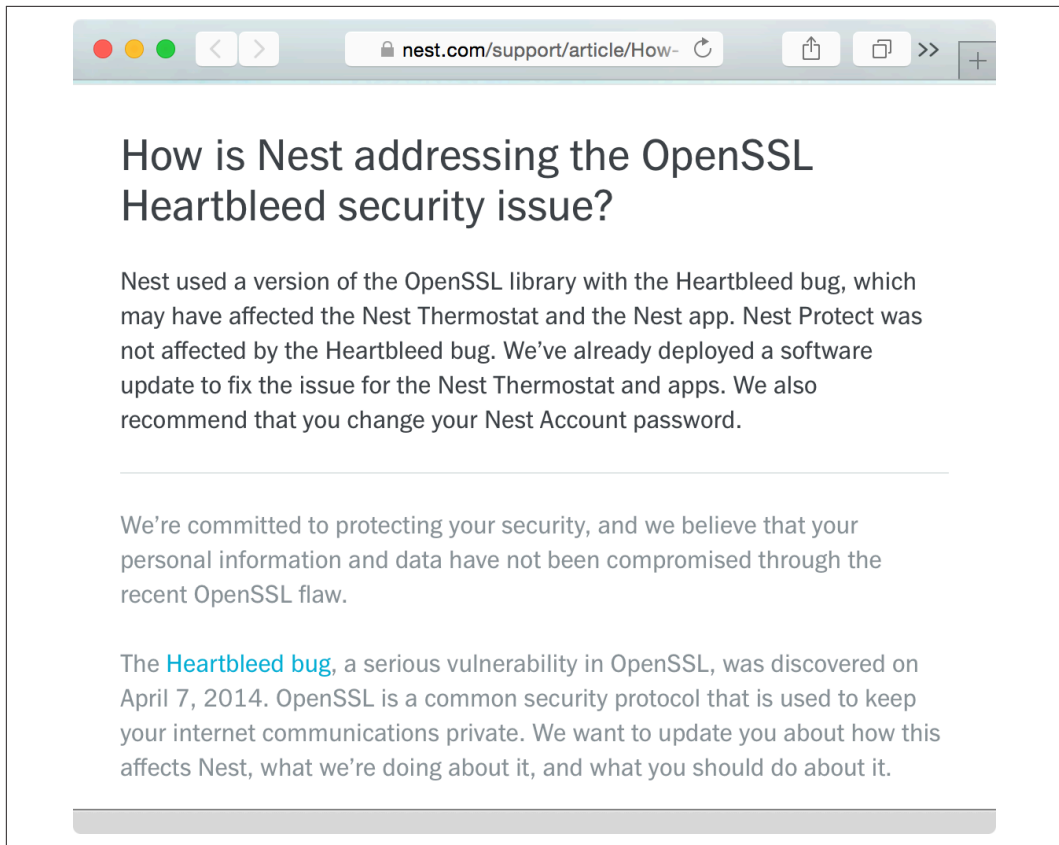 nest.com/support/article/How-
How is Nest addressing the OpenSSL
Heartbleed security issue?
Nest used a version of the OpenSSL library with the Heartbleed bug, which
may have affected the Nest Thermostat and the Nest app. Nest Protect was
not affected by the Heartbleed bug. We’ve already deployed a software
update to fix the issue for the Nest Thermostat and apps. We also
recommend that you change your Nest Account password.
We’re committed to protecting your security, and we believe that your
personal information and data have not been compromised through the
recent OpenSSL flaw.
The Heartbleed bug, a serious vulnerability in OpenSSL, was discovered on
April 7, 2014. OpenSSL is a common security protocol that is used to keep
your internet communications private. We want to update you about how this
affects Nest, what we’re doing about it, and what you should do about it.